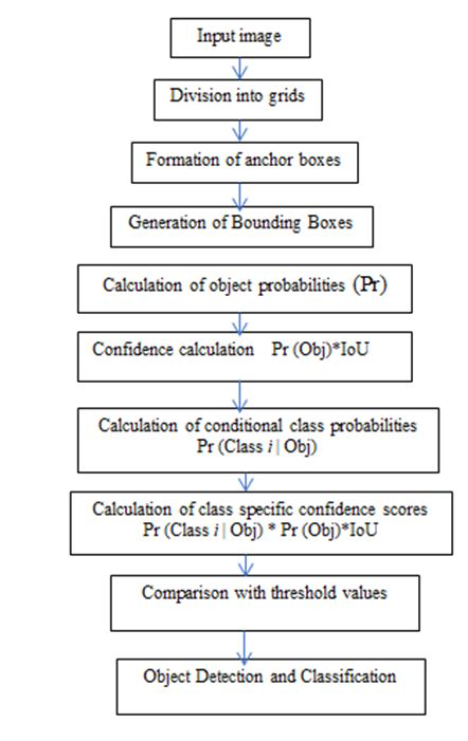 Input image
Division into grids
Formation of anchor boxes
Generation of Bounding Boxes
Calculation of object probabilities (Pr)
Confidence calculation Pr (Obj)*IoU
Calculation of conditional class probabilities
Pr (Class i | Obj)
Calculation of class specific confidence scores
Pr (Class i | Obj) * Pr (Obj)*IoU
Comparison with threshold values
Object Detection and Classification